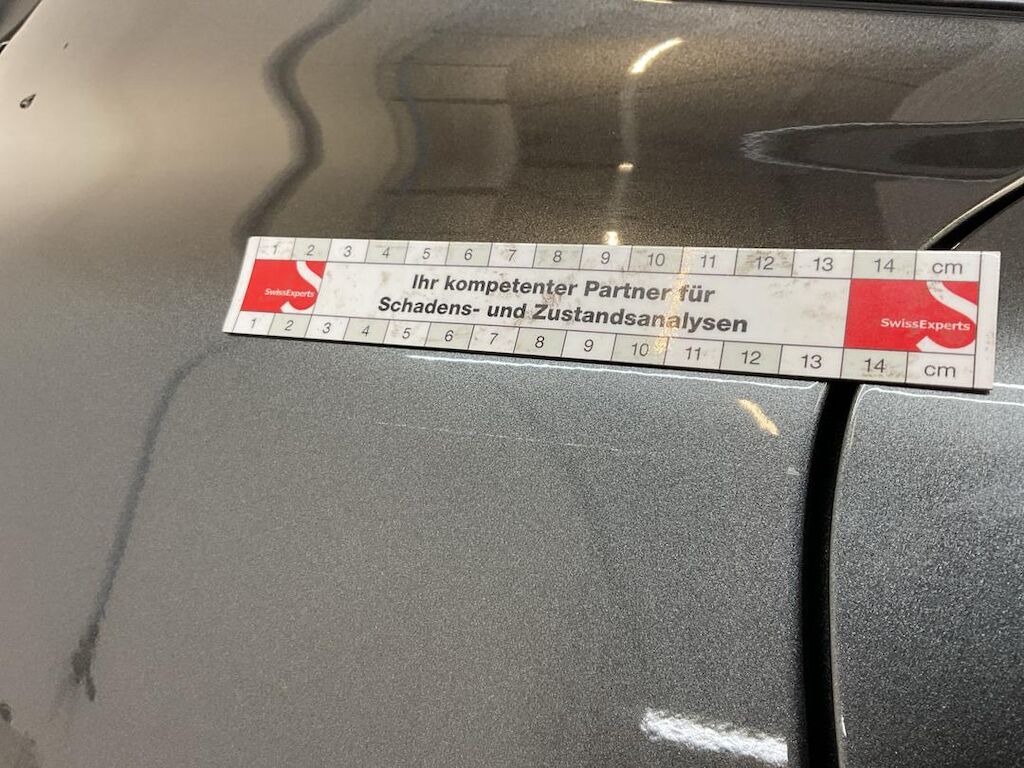 1 2 3 4 5 6 7 8 9 10 11 12 13 14 cm
SwissExperts
Ihr kompetenter Partner für
Schadens- und Zustandsanalysen
SwissExperts
1 2 3 4 5 6 7 8 9 10 11 12 13 14 cm